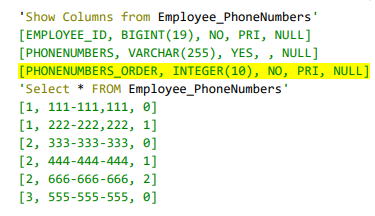 'Show Columns from Employee_PhoneNumbers'
[EMPLOYEE_ID, BIGINT(19), NO, PRI, NULL]
[PHONENUMBERS, VARCHAR(255), YES, , NULL]
[PHONENUMBERS_ORDER, INTEGER(10), NO, PRI, NULL]
'Select * FROM Employee_PhoneNumbers'
[1, 111-111,111, 0]
[1, 222-222,222, 1]
[2, 333-333-333, 0]
[2, 444-444-444, 1]
[2, 666-666-666, 2]
[3, 555-555-555, 0]